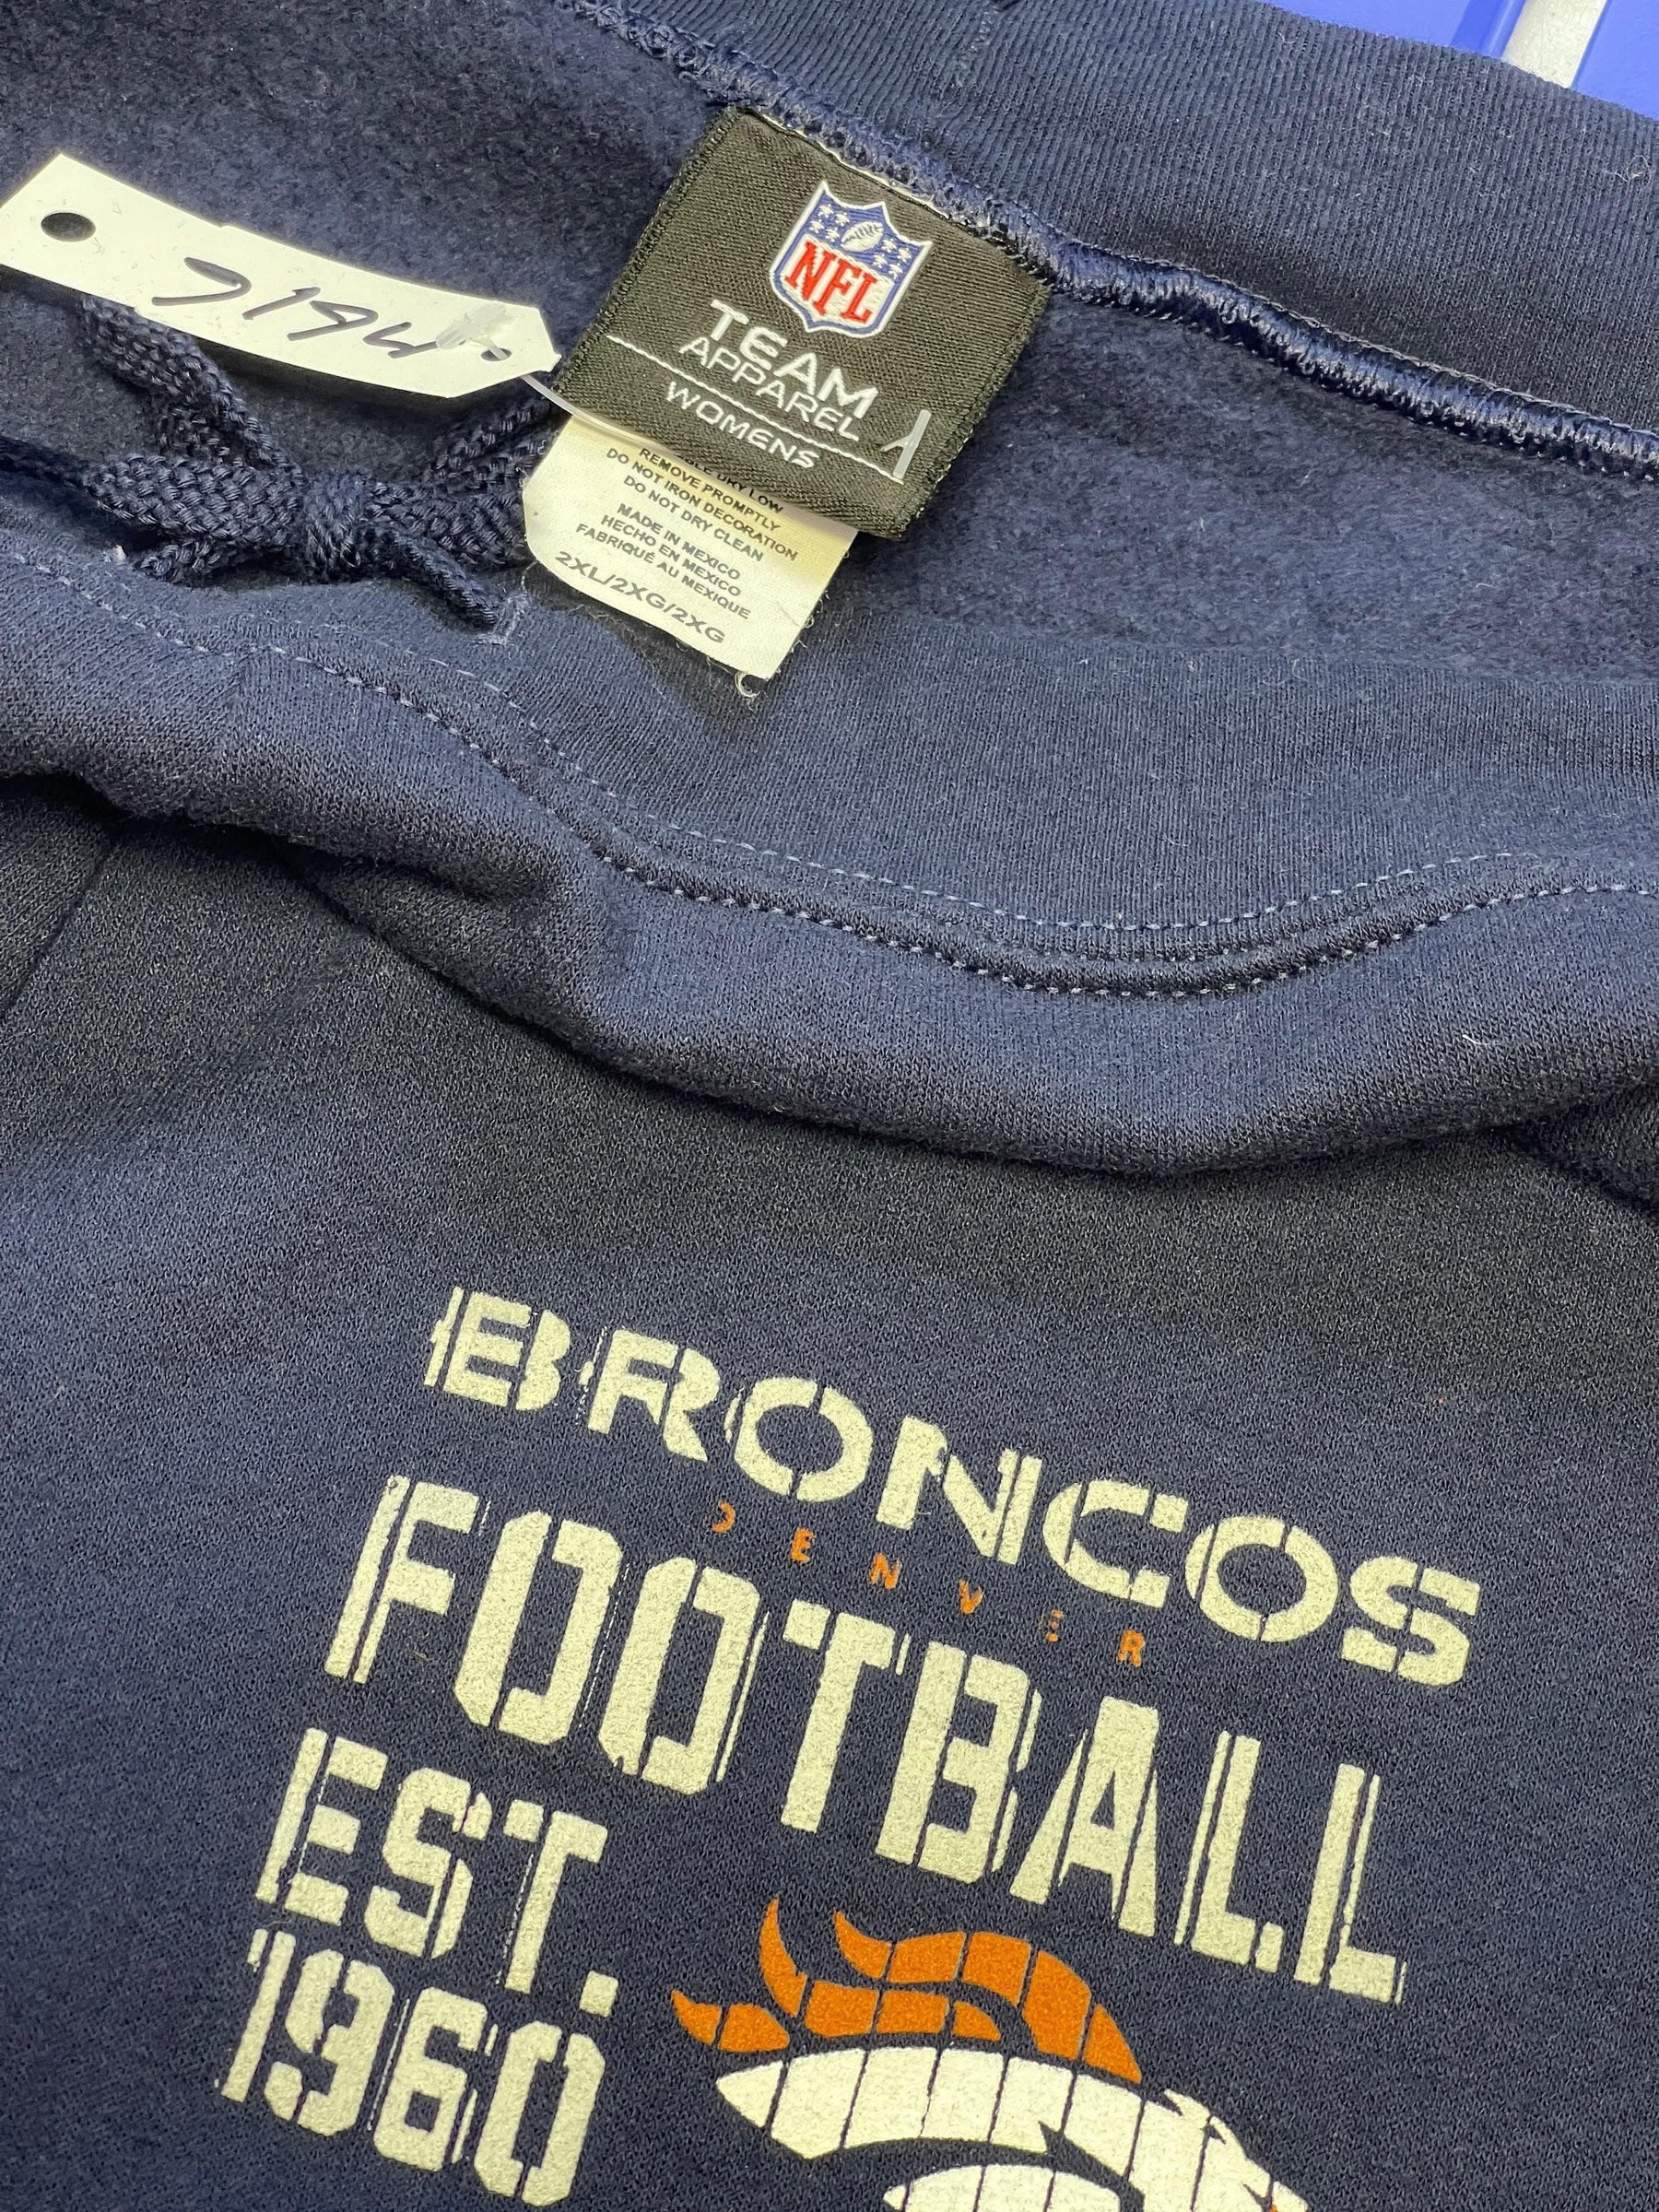 7194
NFL
TEAM
APPAREL
WOMENS
REMOVE PROMPTLY
DO NOT IRON DECORATION
DO NOT DRY CLEAN
MADE IN MEXICO
HECHO EN MEXICO
FABRIQUÉ AU MEXIQUE
2XL/2XG/2XG
BRONCOS
DENVER
FOOTBALL
EST.
1960